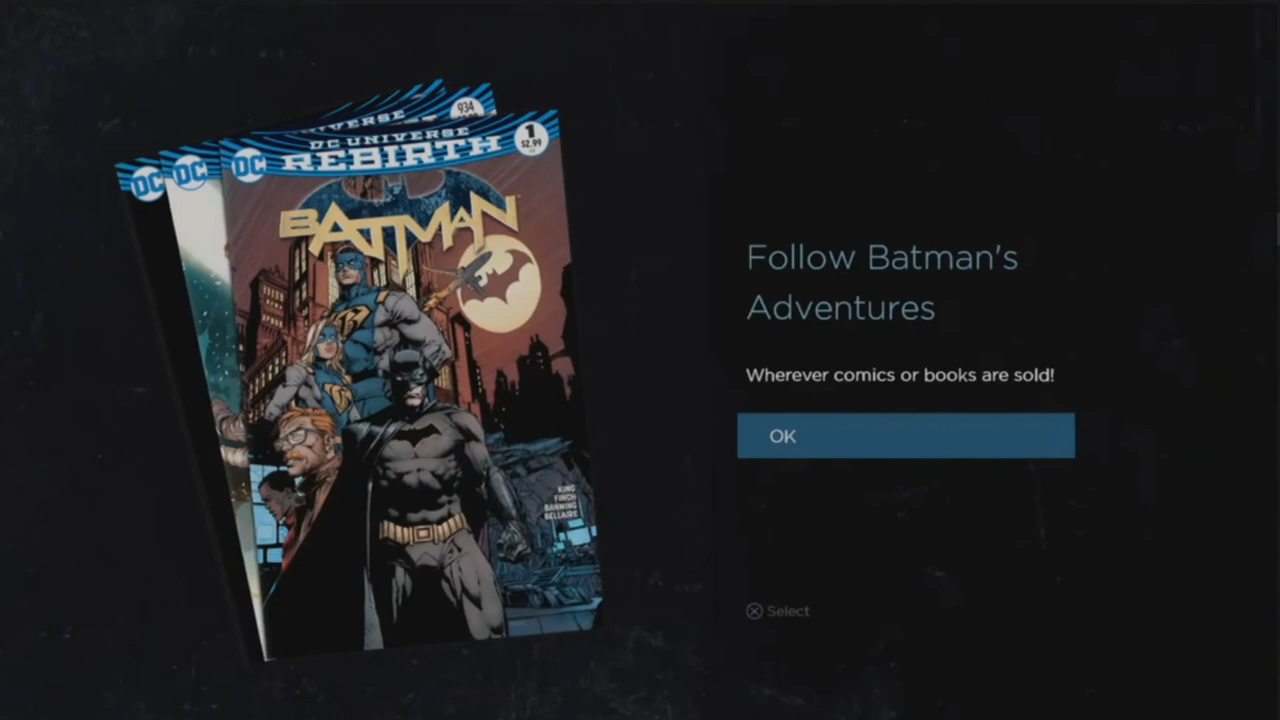 934
IVERSE
DC
DC
DC
DC UNIVERSE
REBIRTH
1
$2.99
BATMAN
KING
FINCH
BANNING
BELLAIRE
Follow Batman's
Adventures
Wherever comics or books are sold!
OK
Select